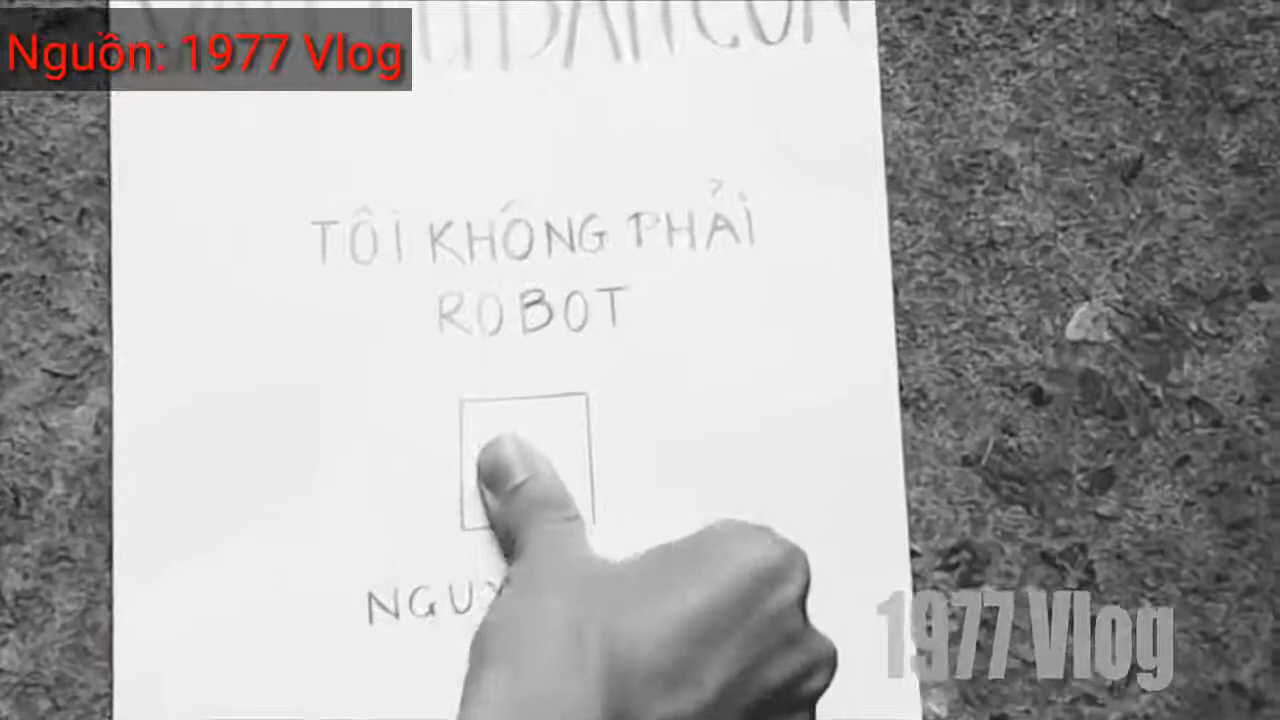 Nguồn: 1977 Vlog
TÔI KHÔNG PHẢI
ROBOT
1977 Vlog